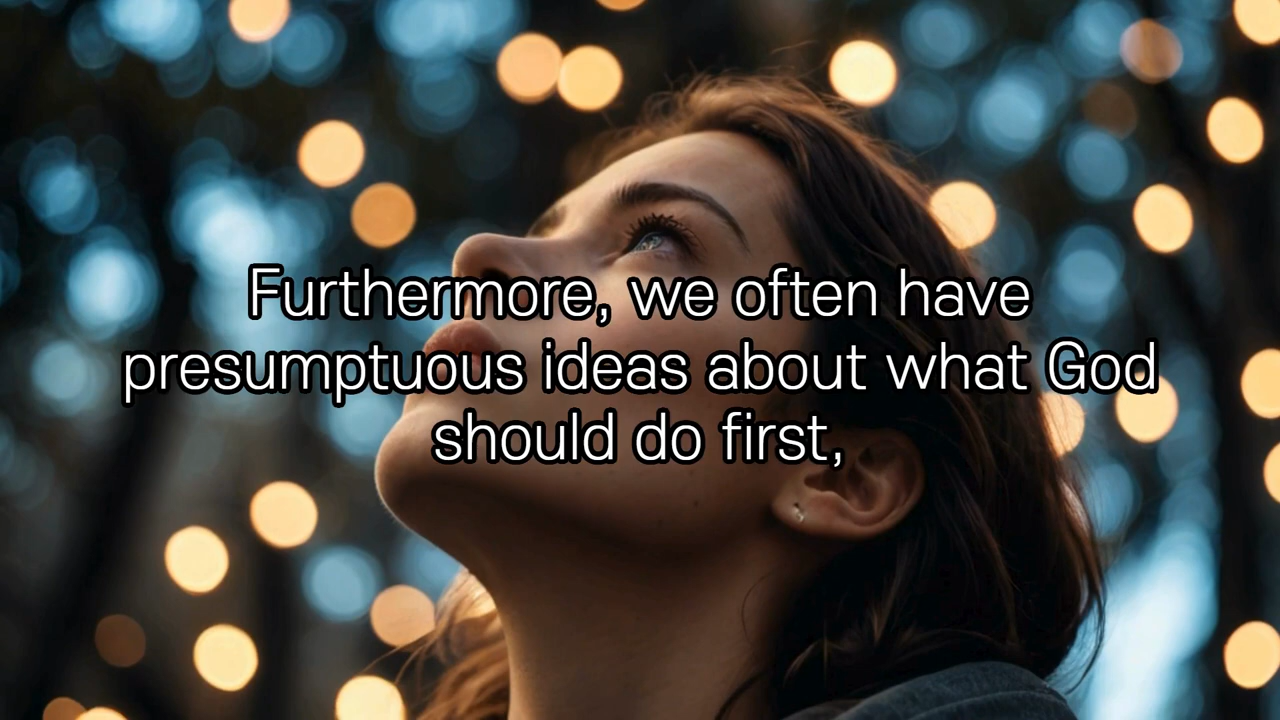 Furthermore, we often have
presumptuous ideas about what God
should do first,